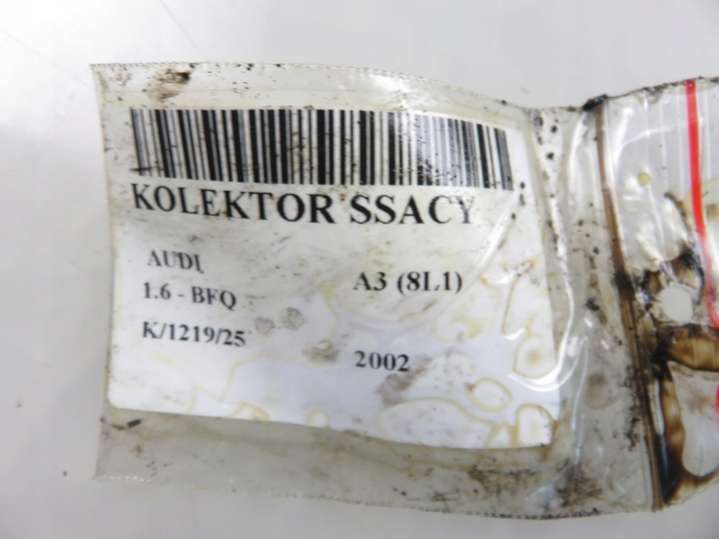 KOLEKTOR SSACY
AUDI
A3 (8L1)
1.6 - BFQ
K/1219/25
2002